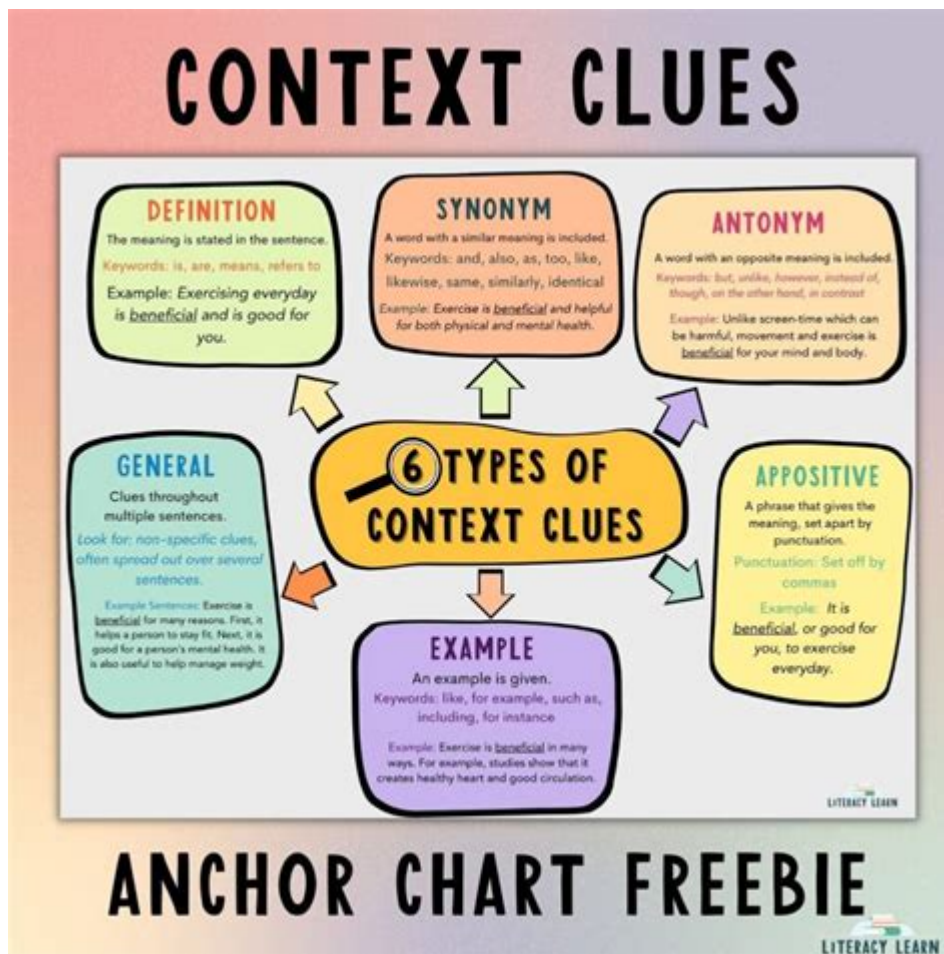 CONTEXT CLUES
DEFINITION
The meaning is stated in the sentence.
Keywords: is, are, means, refers to
Example: Exercising everyday
is beneficial and is good for
you.
SYNONYM
A word with a similar meaning is included.
Keywords: and, also, as, too, like,
likewise, same, similarly, identical
Example: Exercise is beneficial and helpful
for both physical and mental health.
ANTONYM
A word with an opposite meaning is included.
Keywords: but, unlike, however, instead of,
though, on the other hand, in contrast
Example: Unlike screen-time which can
be harmful, movement and exercise is
beneficial for your mind and body.
GENERAL
Clues throughout
multiple sentences.
Look for: non-specific clues,
often spread out over several
sentences.
Example Sentences: Exercise is
beneficial for many reasons. First, it
helps a person to stay fit. Next, it is
good for a person's mental health. It
is also useful to help manage weight.
6 TYPES OF
CONTEXT CLUES
APPOSITIVE
A phrase that gives the
meaning, set apart by
punctuation.
Punctuation: Set off by
commas
Example: It is
beneficial, or good for
you, to exercise
everyday.
EXAMPLE
An example is given.
Keywords: like, for example, such as,
including, for instance
Example: Exercise is beneficial in many
ways. For example, studies show that it
creates healthy heart and good circulation.
LITERACY LEARN
ANCHOR CHART FREEBIE
LITERACY LEARN